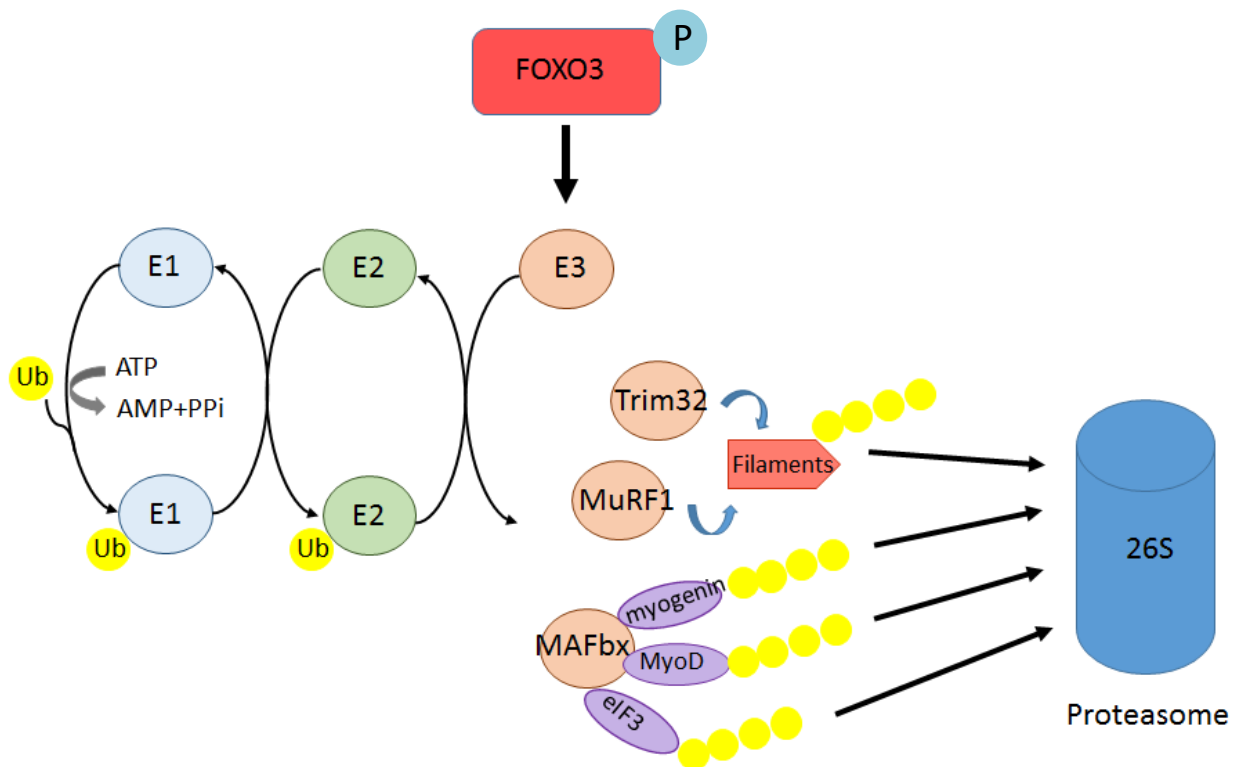 P
FOXO3
E1
E2
E3
Ub
ATP
AMP+PPi
Trim32
Filaments
MuRF1
E1
E2
Ub
Ub
26S
myogenin
MAFbx
MyoD
eIF3
Proteasome